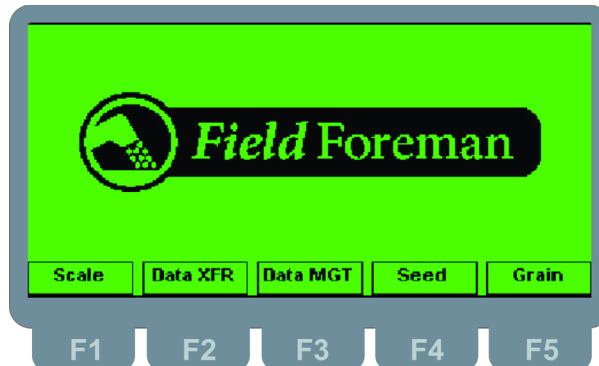 Field Foreman
Scale Data XFR Data MGT Seed Grain
F1 F2 F3 F4 F5